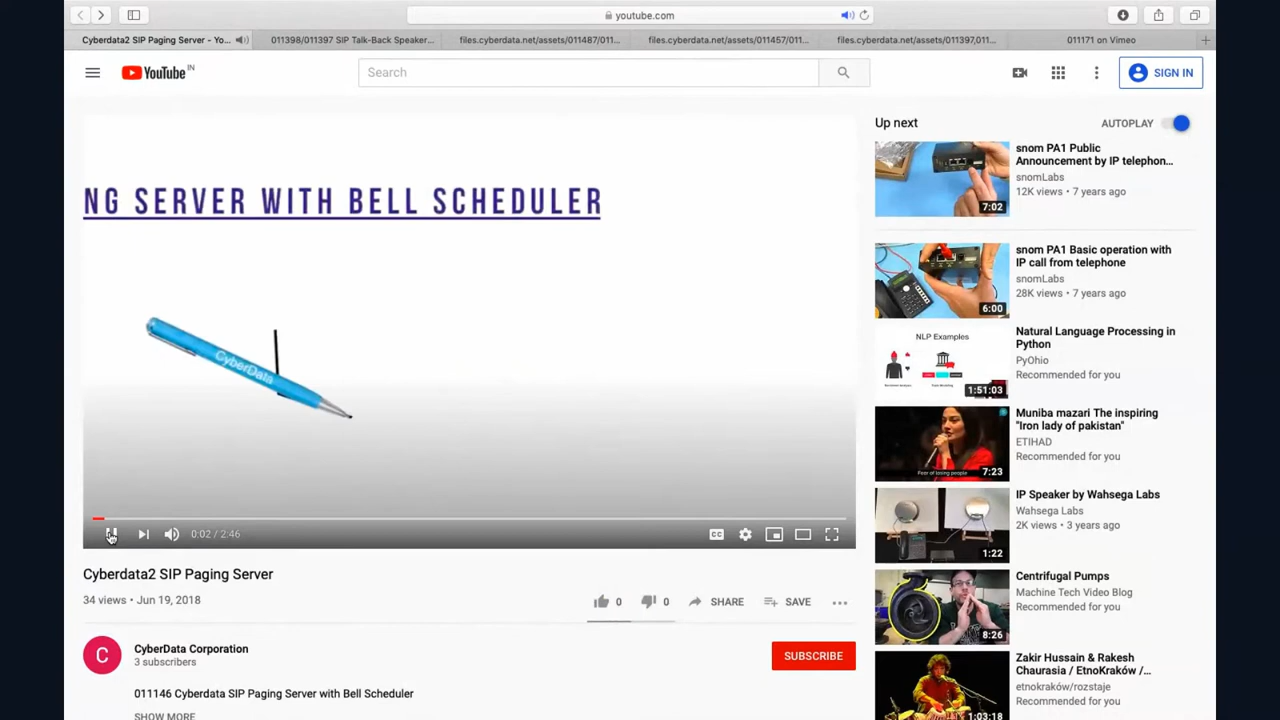 youtube.com
Cyberdata2 SIP Paging Server - Yo...
011398/011397 SIP Talk-Back Speaker...
files.cyberdata.net/assets/011487/011...
files.cyberdata.net/assets/011457/011...
files.cyberdata.net/assets/011397,011...
011171 on Vimeo
YouTube IN
Search
SIGN IN
NG SERVER WITH BELL SCHEDULER
CyberData
0:02 / 2:46
CC
Cyberdata2 SIP Paging Server
34 views • Jun 19, 2018
0
0
SHARE
SAVE
C
CyberData Corporation
3 subscribers
SUBSCRIBE
011146 Cyberdata SIP Paging Server with Bell Scheduler
SHOW MORE
Up next
AUTOPLAY
snom PA1 Public
Announcement by IP telephon...
snomLabs
12K views • 7 years ago
7:02
snom PA1 Basic operation with
IP call from telephone
snomLabs
28K views • 7 years ago
6:00
NLP Examples
Natural Language Processing in
Python
PyOhio
Recommended for you
1:51:03
Muniba mazari The inspiring
"Iron lady of pakistan"
ETIHAD
Recommended for you
Fear of losing people
7:23
IP Speaker by Wahsega Labs
Wahsega Labs
2K views • 3 years ago
1:22
Centrifugal Pumps
Machine Tech Video Blog
Recommended for you
8:26
Zakir Hussain & Rakesh
Chaurasia / EtnoKraków /...
etnokraków/rozstaje
Recommended for you
1:03:18